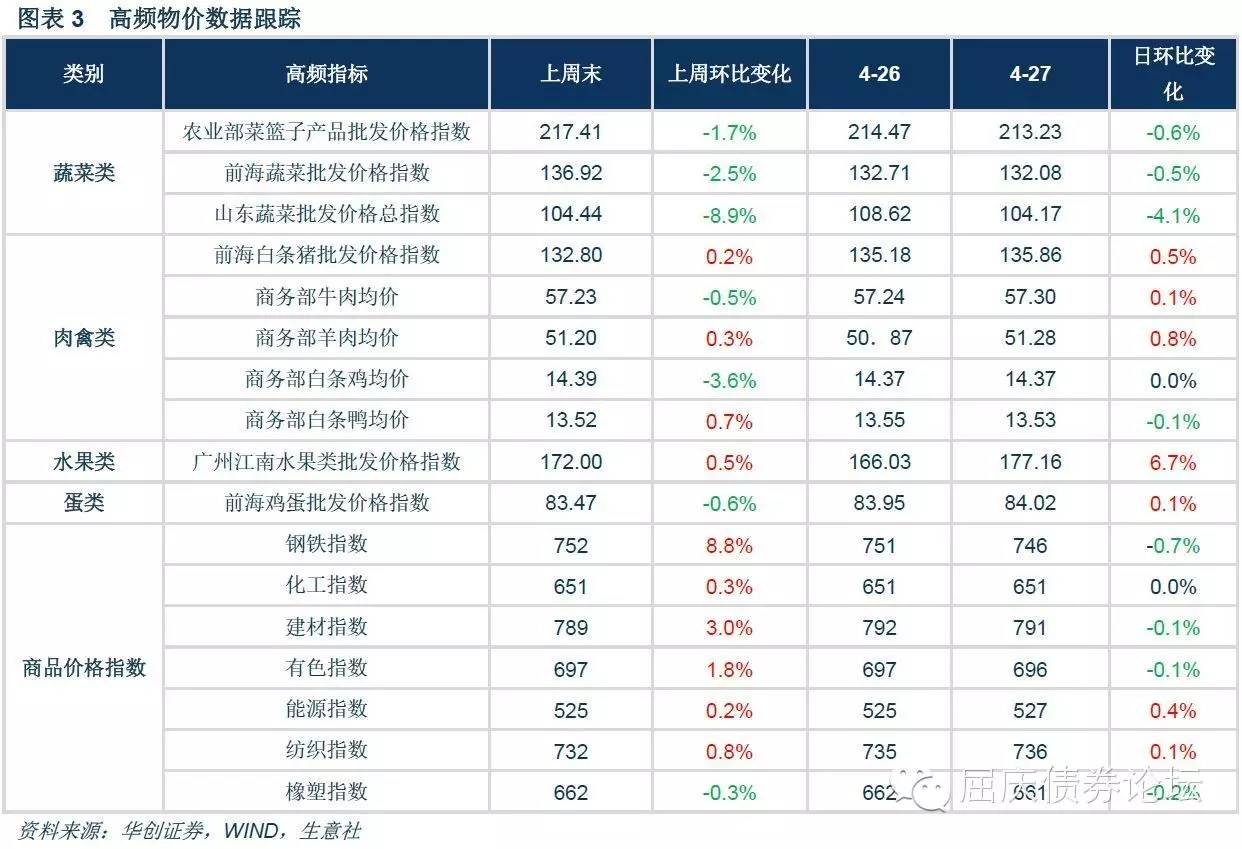 图表 3 高频物价数据跟踪
类别 高频指标 上周末 上周环比变化 4-26 4-27 日环比变
化
蔬菜类 农业部菜篮子产品批发价格指数 217.41 -1.7% 214.47 213.23 -0.6%
前海蔬菜批发价格指数 136.92 -2.5% 132.71 132.08 -0.5%
山东蔬菜批发价格总指数 104.44 -8.9% 108.62 104.17 -4.1%
肉禽类 前海白条猪批发价格指数 132.80 0.2% 135.18 135.86 0.5%
商务部牛肉均价 57.23 -0.5% 57.24 57.30 0.1%
商务部羊肉均价 51.20 0.3% 50．87 51.28 0.8%
商务部白条鸡均价 14.39 -3.6% 14.37 14.37 0.0%
商务部白条鸭均价 13.52 0.7% 13.55 13.53 -0.1%
水果类 广州江南水果类批发价格指数 172.00 0.5% 166.03 177.16 6.7%
蛋类 前海鸡蛋批发价格指数 83.47 -0.6% 83.95 84.02 0.1%
商品价格指数 钢铁指数 752 8.8% 751 746 -0.7%
化工指数 651 0.3% 651 651 0.0%
建材指数 789 3.0% 792 791 -0.1%
有色指数 697 1.8% 697 696 -0.1%
能源指数 525 0.2% 525 527 0.4%
纺织指数 732 0.8% 735 736 0.1%
橡塑指数 662 -0.3% 662 661 -0.2%
屈庆债券论坛
资料来源：华创证券，WIND，生意社